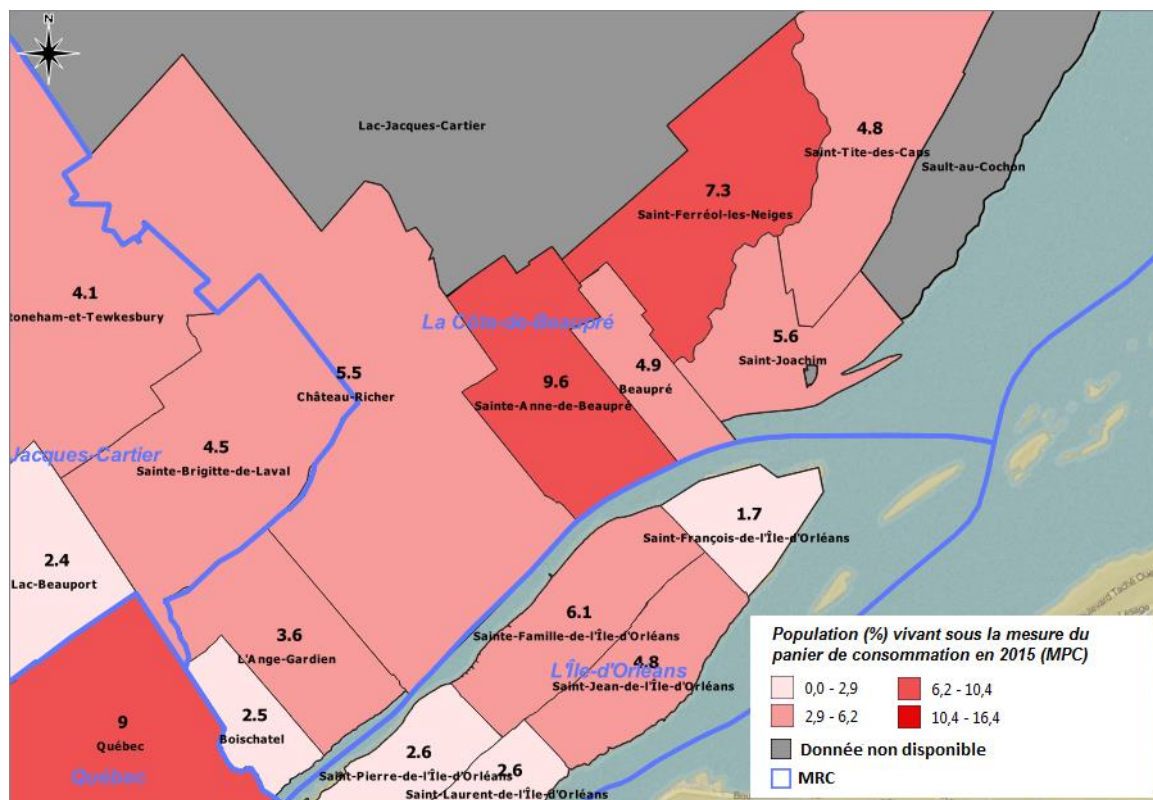 N
Lac-Jacques-Cartier
4.8
Saint-Tite-des-Caps
Sault-au-Cochon
7.3
Saint-Ferréol-les-Neiges
4.1
toneham-et-Tewkesbury
La Côte-de-Beaupré
5.6
Saint-Joachim
4.9
Beaupré
5.5
Château-Richer
9.6
Sainte-Anne-de-Beaupré
4.5
Sainte-Brigitte-de-Laval
Jacques-Cartier
1.7
Saint-François-de-l'Île-d'Orléans
2.4
Lac-Beauport
6.1
Sainte-Famille-de-l'Île-d'Orléans
3.6
L'Ange-Gardien
L'Île-d'Orléans
4.8
Saint-Jean-de-l'Île-d'Orléans
2.5
Boischatel
9
Québec
Québec
2.6
Saint-Pierre-de-l'Île-d'Orléans
2.6
Saint-Laurent-de-l'Île-d'Orléans
Boulevard Taché Oue
Lesage
Population (%) vivant sous la mesure du
panier de consommation en 2015 (MPC)
0,0 - 2,9
6,2 - 10,4
2,9 - 6,2
10,4 - 16,4
Donnée non disponible
MRC